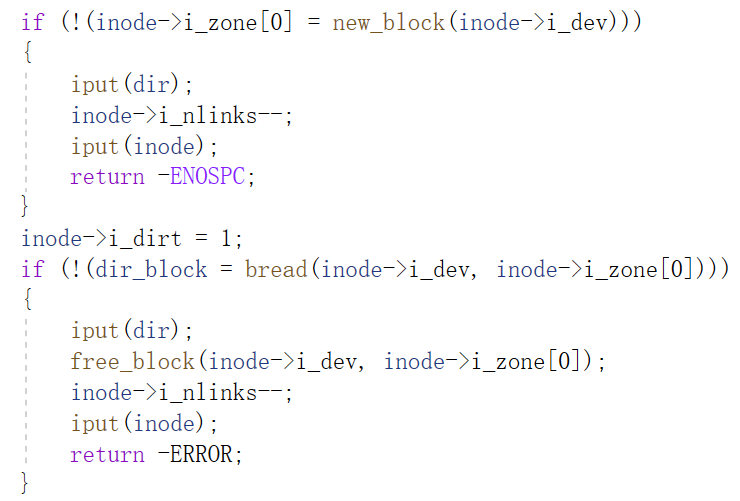 if (!(inode->i_zone[0] = new_block(inode->i_dev)))
{
    iput(dir);
    inode->i_nlinks--;
    iput(inode);
    return -ENOSPC;
}
inode->i_dirt = 1;
if (!(dir_block = bread(inode->i_dev, inode->i_zone[0])))
{
    iput(dir);
    free_block(inode->i_dev, inode->i_zone[0]);
    inode->i_nlinks--;
    iput(inode);
    return -ERROR;
}